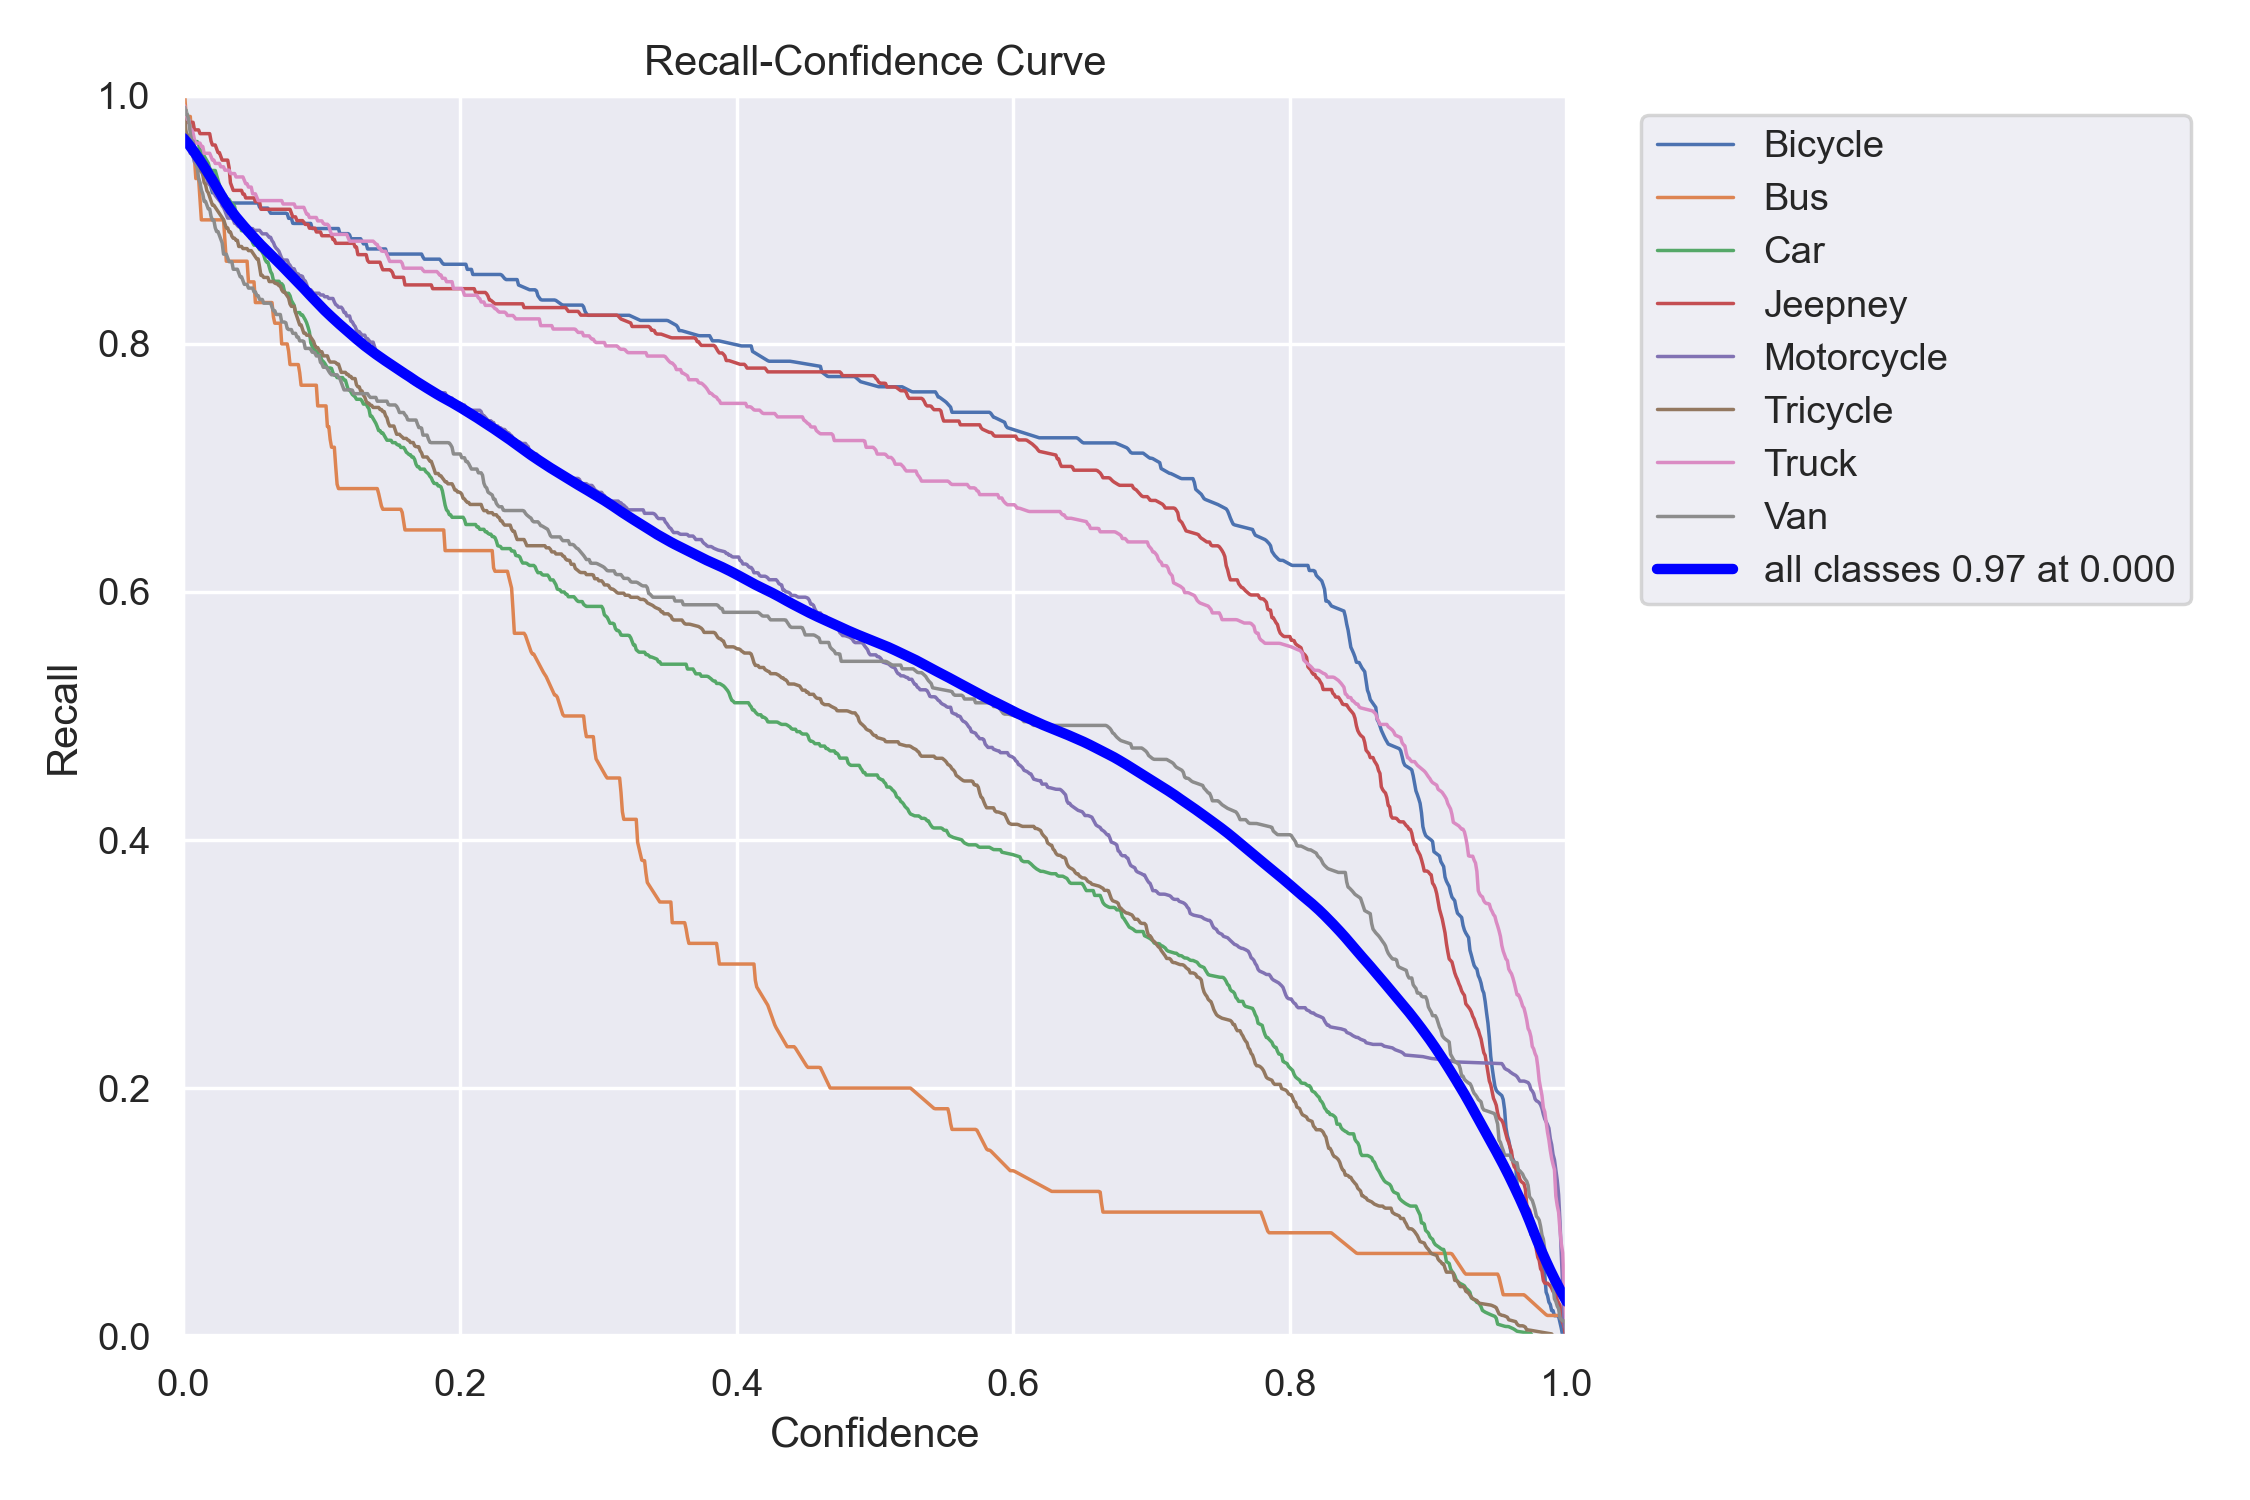 Recall-Confidence Curve
1.0
0.8
0.6
0.4
0.2
0.0
Recall
0.0 0.2 0.4 0.6 0.8 1.0
Confidence
Bicycle
Bus
Car
Jeepney
Motorcycle
Tricycle
Truck
Van
all classes 0.97 at 0.000